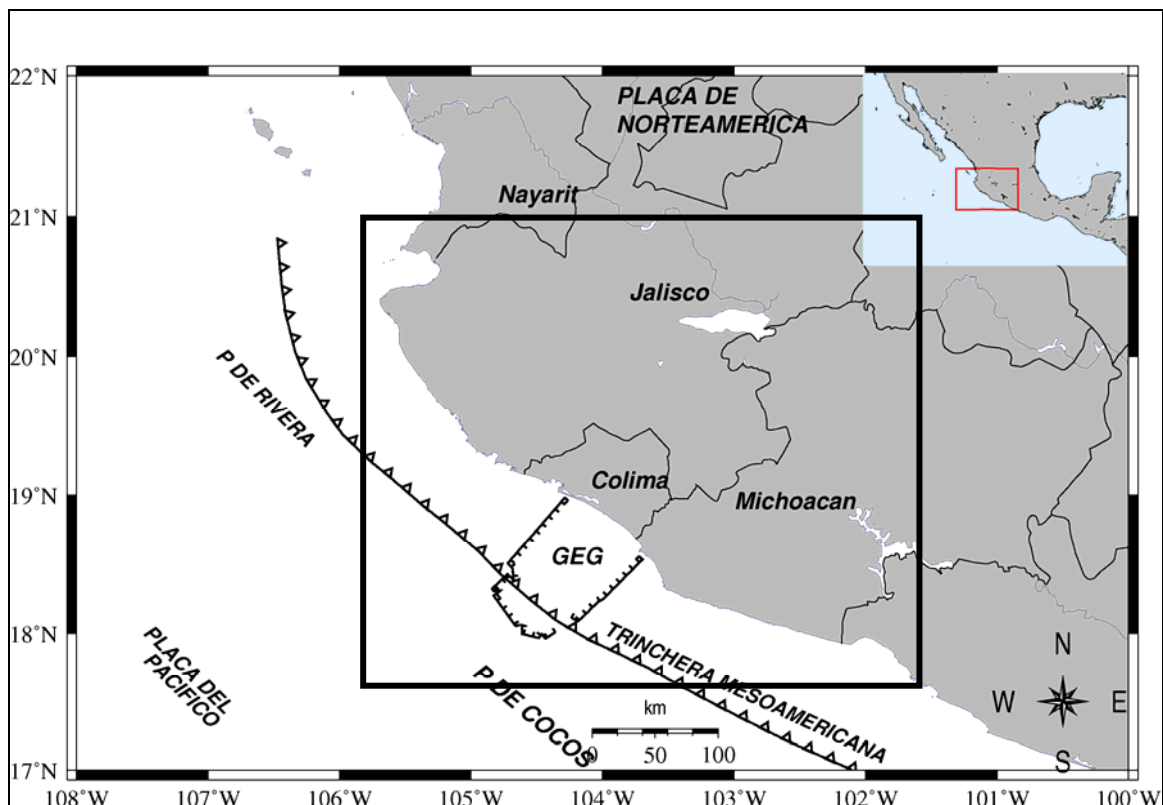 22°N
21°N
20°N
19°N
18°N
17°N
PLACA DE
NORTEAMERICA
Nayarit
Jalisco
P DE RIVERA
Colima
Michoacan
GEG
TRINCHERA MESOAMERICANA
PLACA DEL
PACIFICO
P DE COCOS
km
0 50 100
N
W E
S
108°W 107°W 106°W 105°W 104°W 103°W 102°W 101°W 100°W